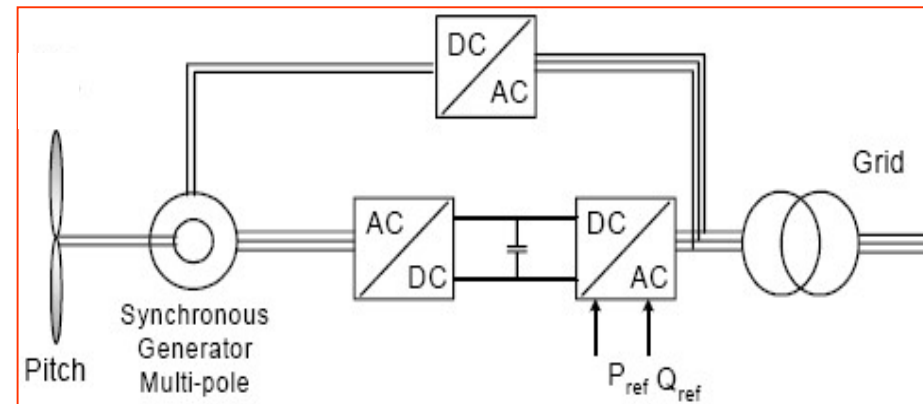 DC
AC
Grid
AC
DC
DC
AC
Synchronous
Generator
Multi-pole
Pitch
Pref Qref